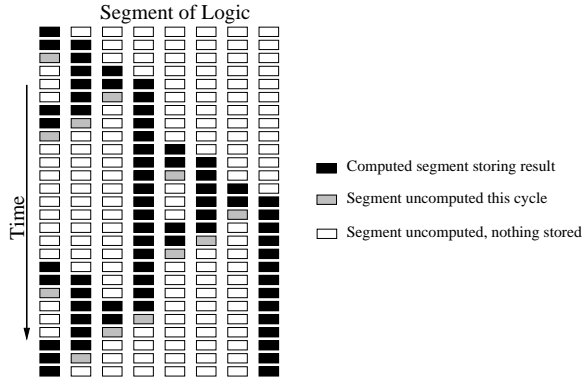 Segment of Logic
Time
Computed segment storing result
Segment uncomputed this cycle
Segment uncomputed, nothing stored